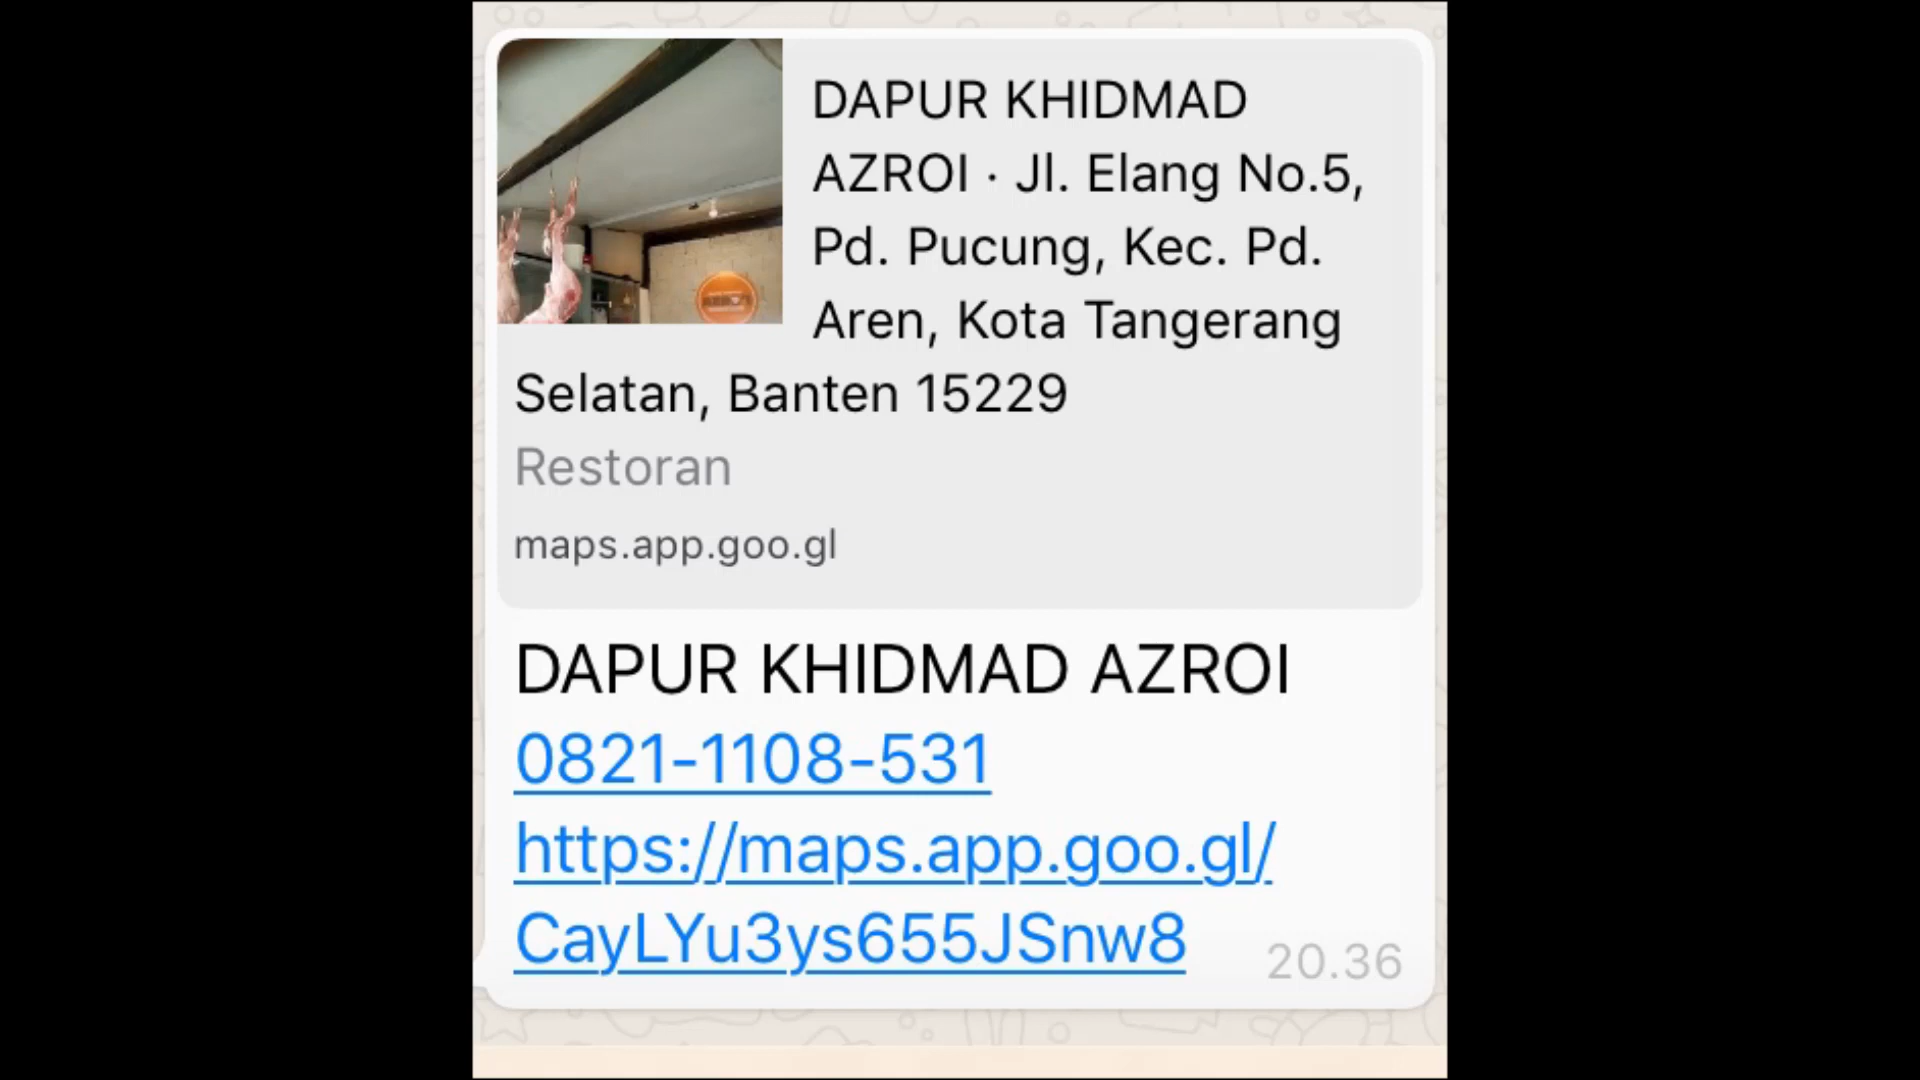 DAPUR KHIDMAD
AZROI · Jl. Elang No.5,
Pd. Pucung, Kec. Pd.
Aren, Kota Tangerang
Selatan, Banten 15229
Restoran
maps.app.goo.gl
DAPUR KHIDMAD AZROI
0821-1108-531
https://maps.app.goo.gl/
CayLYu3ys655JSnw8
20.36